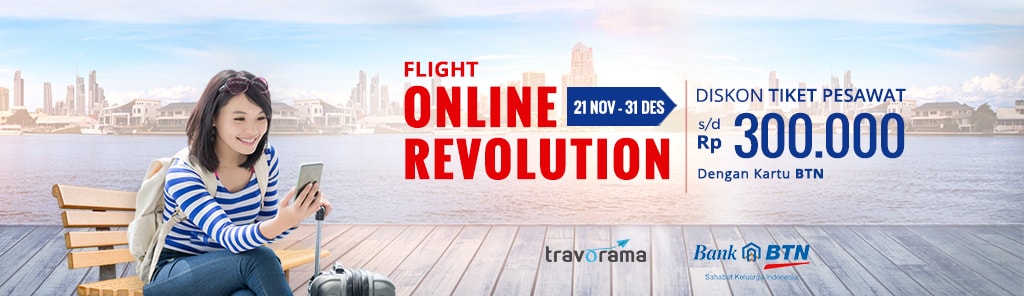 FLIGHT
ONLINE
REVOLUTION
21 NOV - 31 DES
DISKON TIKET PESAWAT
s/d
Rp 300.000
Dengan Kartu BTN
travorama
Bank BTN
Sahabat Keluarga Indonesia